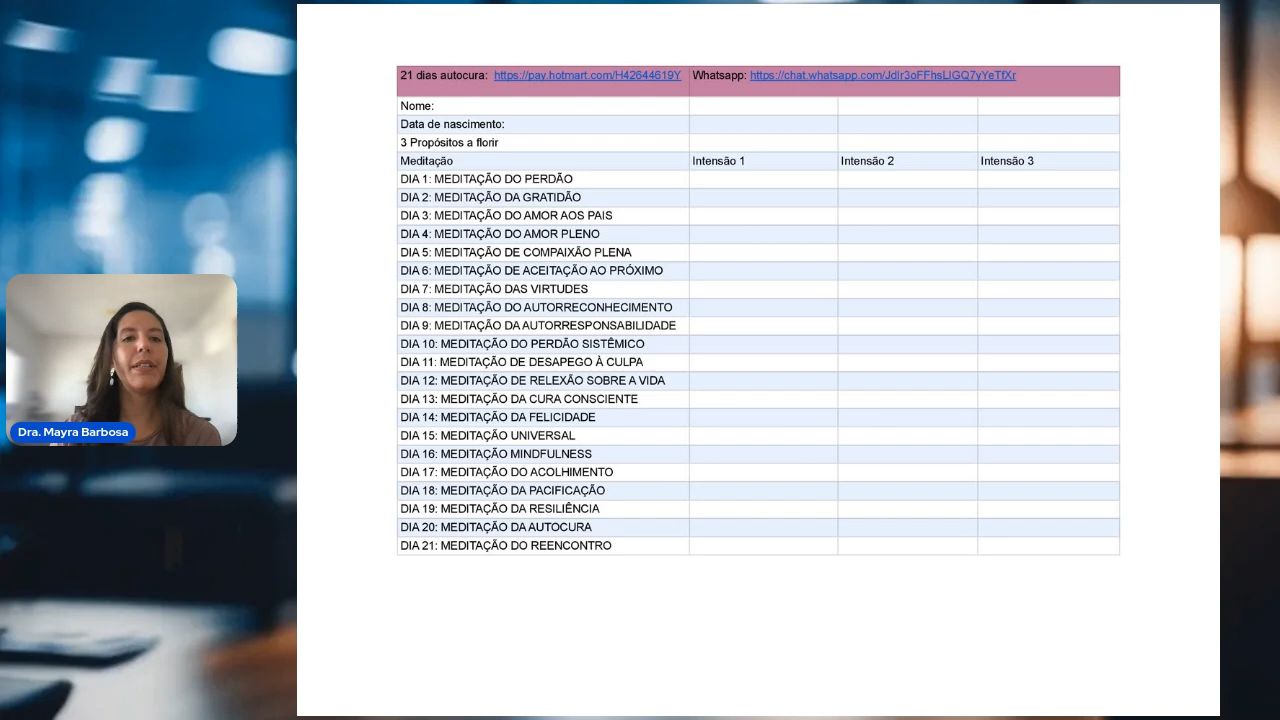 21 dias autocura: https://pay.hotmart.com/H42644619Y Whatsapp: https://chat.whatsapp.com/JdIr3oFFhsLIGQ7yYeTfXr
Nome:
Data de nascimento:
3 Propósitos a florir
Meditação Intensão 1 Intensão 2 Intensão 3
DIA 1: MEDITAÇÃO DO PERDÃO
DIA 2: MEDITAÇÃO DA GRATIDÃO
DIA 3: MEDITAÇÃO DO AMOR AOS PAIS
DIA 4: MEDITAÇÃO DO AMOR PLENO
DIA 5: MEDITAÇÃO DE COMPAIXÃO PLENA
DIA 6: MEDITAÇÃO DE ACEITAÇÃO AO PRÓXIMO
DIA 7: MEDITAÇÃO DAS VIRTUDES
DIA 8: MEDITAÇÃO DO AUTORRECONHECIMENTO
DIA 9: MEDITAÇÃO DA AUTORRESPONSABILIDADE
DIA 10: MEDITAÇÃO DO PERDÃO SISTÊMICO
DIA 11: MEDITAÇÃO DE DESAPEGO À CULPA
DIA 12: MEDITAÇÃO DE RELEXÃO SOBRE A VIDA
DIA 13: MEDITAÇÃO DA CURA CONSCIENTE
DIA 14: MEDITAÇÃO DA FELICIDADE
DIA 15: MEDITAÇÃO UNIVERSAL
DIA 16: MEDITAÇÃO MINDFULNESS
DIA 17: MEDITAÇÃO DO ACOLHIMENTO
DIA 18: MEDITAÇÃO DA PACIFICAÇÃO
DIA 19: MEDITAÇÃO DA RESILIÊNCIA
DIA 20: MEDITAÇÃO DA AUTOCURA
DIA 21: MEDITAÇÃO DO REENCONTRO
Dra. Mayra Barbosa